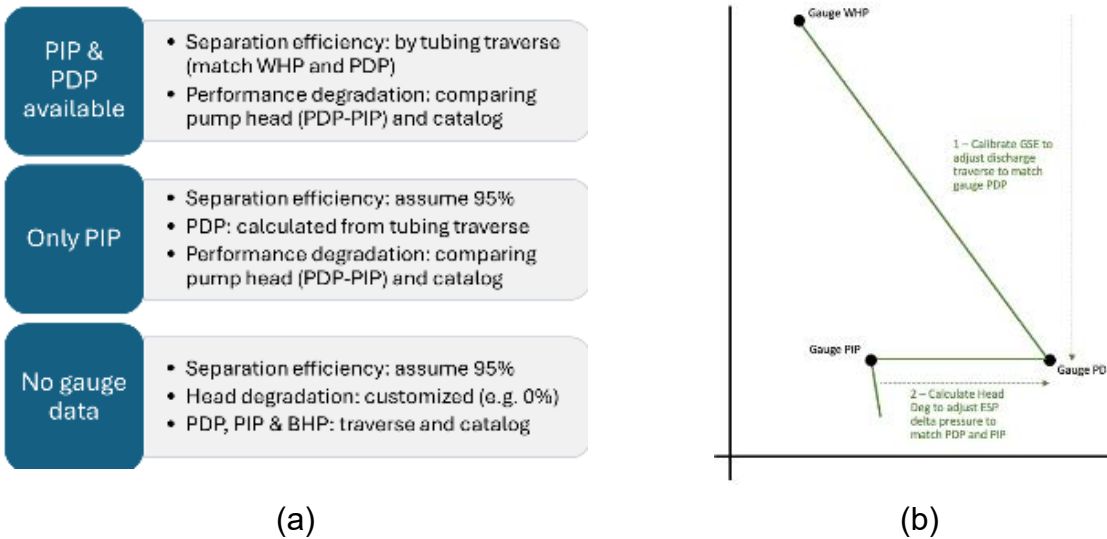 PIP &
PDP
available
• Separation efficiency: by tubing traverse
(match WHP and PDP)
• Performance degradation: comparing
pump head (PDP-PIP) and catalog
Only PIP
• Separation efficiency: assume 95%
• PDP: calculated from tubing traverse
• Performance degradation: comparing
pump head (PDP-PIP) and catalog
No gauge
data
• Separation efficiency: assume 95%
• Head degradation: customized (e.g. 0%)
• PDP, PIP & BHP: traverse and catalog
(a)
Gauge WHP
1 – Calibrate GSE to
adjust discharge
traverse to match
gauge PDP
Gauge PIP
Gauge PD
2 – Calculate Head
Deg to adjust ESP
delta pressure to
match PDP and PIP
(b)